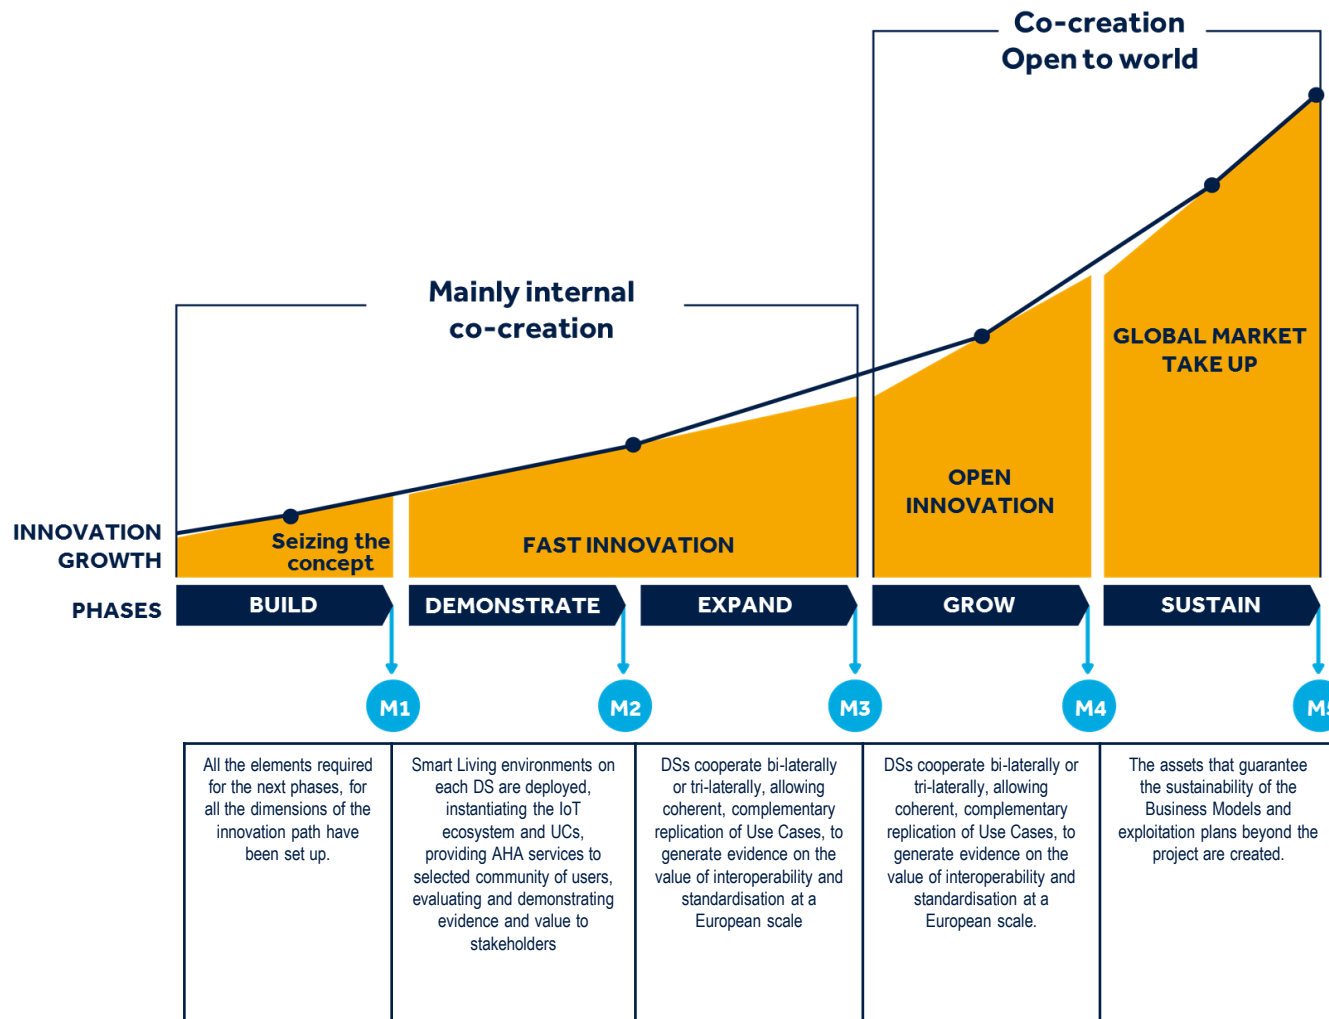 Co-creation
Open to world
Mainly internal
co-creation
GLOBAL MARKET
TAKE UP
OPEN
INNOVATION
INNOVATION
GROWTH
Seizing the
concept
FAST INNOVATION
PHASES
BUILD
DEMONSTRATE
EXPAND
GROW
SUSTAIN
M1
M2
M3
M4
All the elements required
for the next phases, for
all the dimensions of the
innovation path have
been set up.
Smart Living environments on
each DS are deployed,
instantiating the IoT
ecosystem and UCs,
providing AHA services to
selected community of users,
evaluating and demonstrating
evidence and value to
stakeholders
DSs cooperate bi-laterally
or tri-laterally, allowing
coherent, complementary
replication of Use Cases, to
generate evidence on the
value of interoperability and
standardisation at a
European scale
DSs cooperate bi-laterally or
tri-laterally, allowing
coherent, complementary
replication of Use Cases, to
generate evidence on the
value of interoperability and
standardisation at a
European scale.
The assets that guarantee
the sustainability of the
Business Models and
exploitation plans beyond the
project are created.